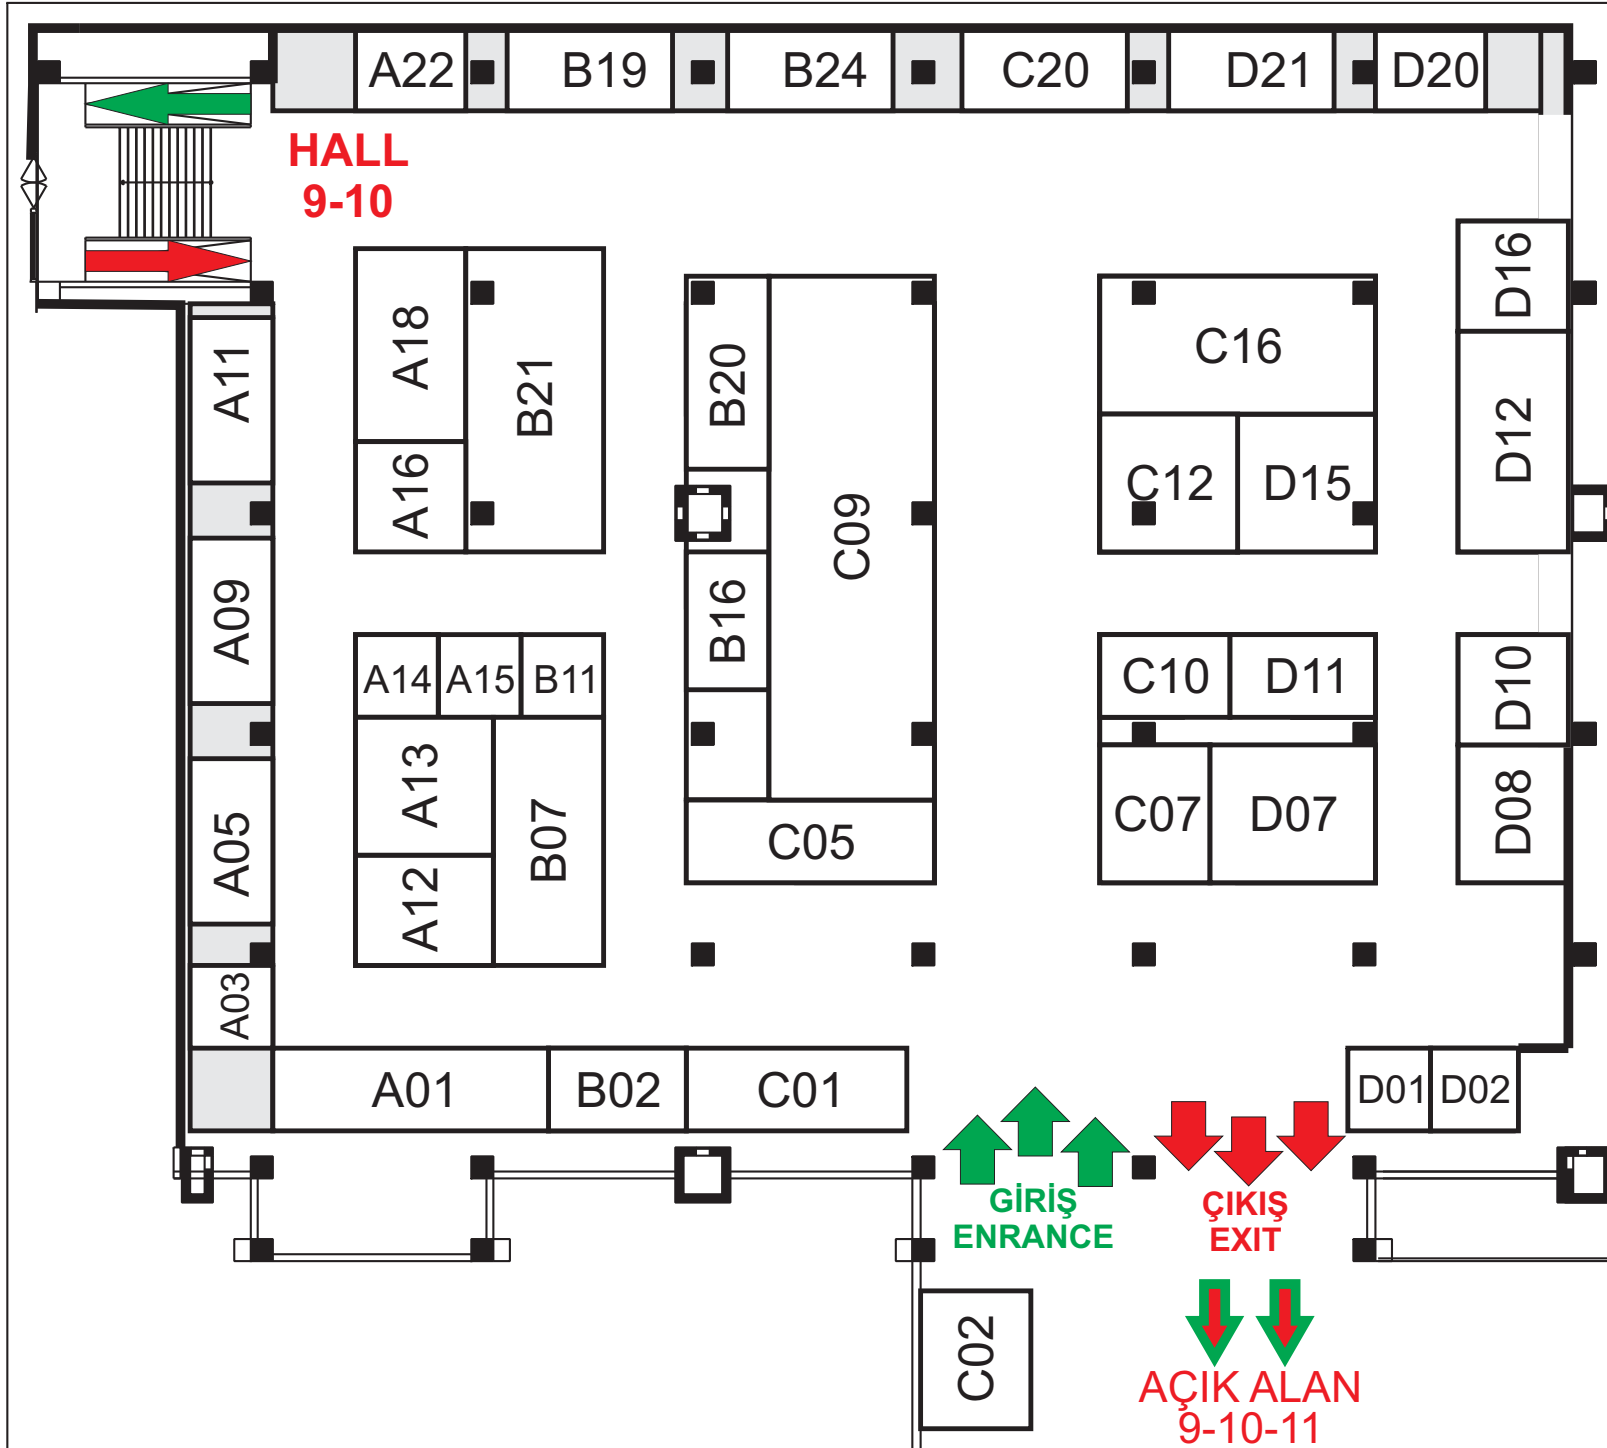 A22
B19
B24
C20
D21
D20
HALL
9-10
D16
A18
C16
A11
B21
B20
D12
A16
C12
D15
C09
A09
B16
A14
A15
B11
C10
D11
D10
A13
C07
D07
D08
B07
A05
C05
A12
A03
A01
B02
C01
D01
D02
GİRİŞ
ENRANCE
ÇIKIŞ
EXIT
C02
AÇIK ALAN
9-10-11